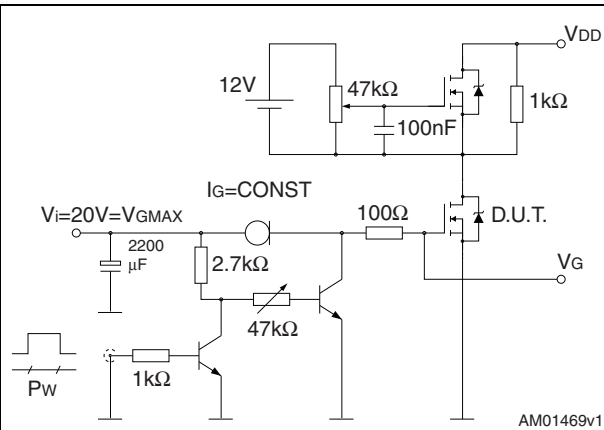 VDD
12V
47kΩ
1kΩ
100nF
IG=CONST
Vi=20V=VGMAX
100Ω
D.U.T.
2200
μF
2.7kΩ
VG
47kΩ
1kΩ
PW
AM01469v1